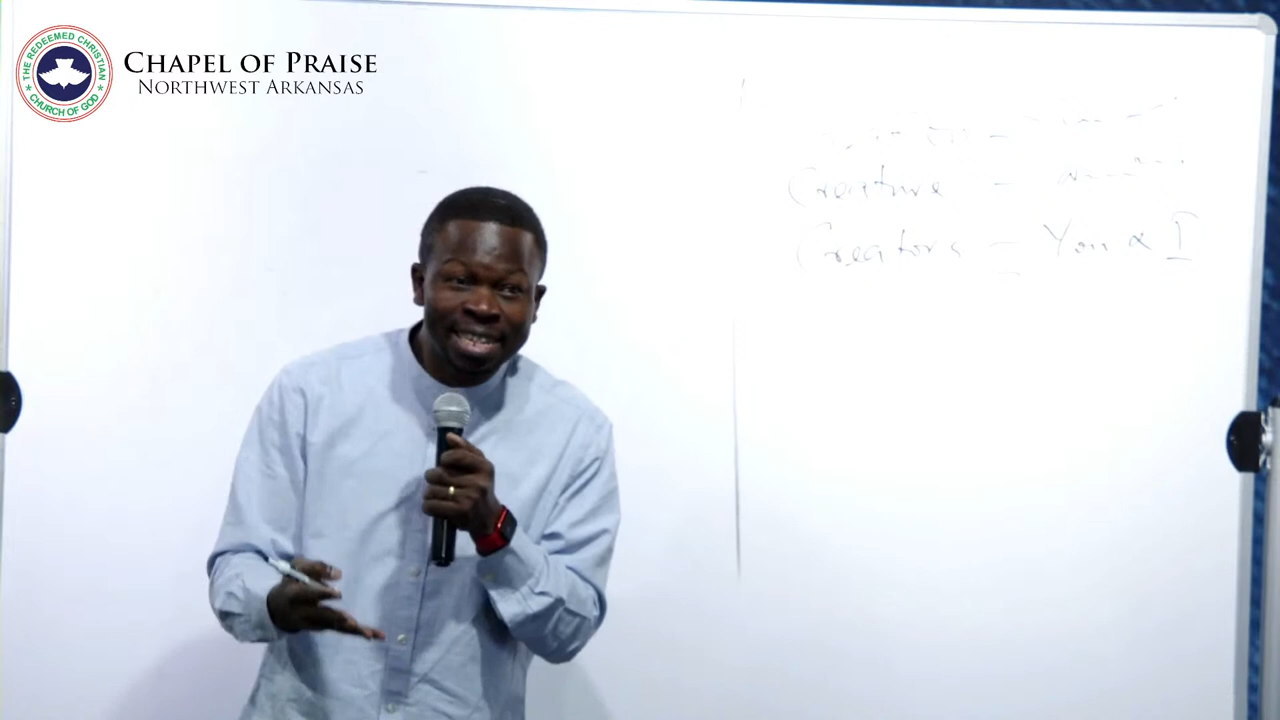 THE REDEEMED CHRISTIAN
CHURCH OF GOD
CHAPEL OF PRAISE
NORTHWEST ARKANSAS
Creature -
Creators - You & I